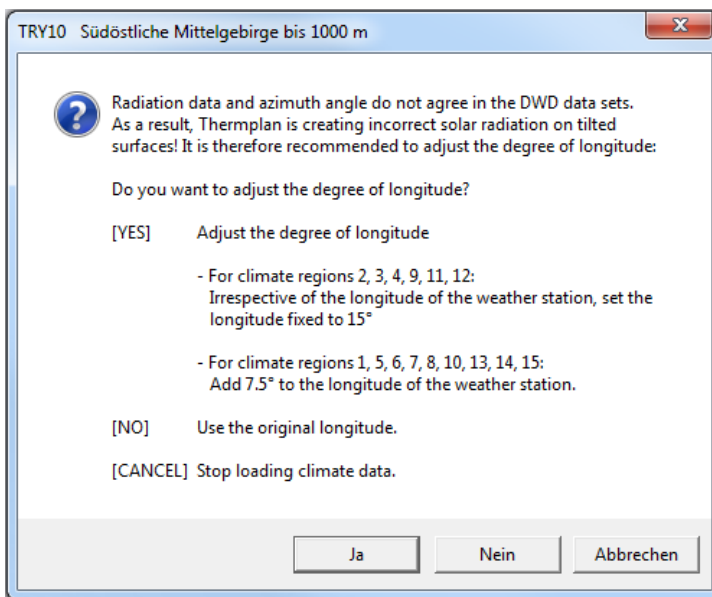 TRY10 Südöstliche Mittelgebirge bis 1000 m
Radiation data and azimuth angle do not agree in the DWD data sets.
As a result, Thermplan is creating incorrect solar radiation on tilted
surfaces! It is therefore recommended to adjust the degree of longitude:
Do you want to adjust the degree of longitude?
[YES] Adjust the degree of longitude
- For climate regions 2, 3, 4, 9, 11, 12:
Irrespective of the longitude of the weather station, set the
longitude fixed to 15°
- For climate regions 1, 5, 6, 7, 8, 10, 13, 14, 15:
Add 7.5° to the longitude of the weather station.
[NO] Use the original longitude.
[CANCEL] Stop loading climate data.
Ja Nein Abbrechen